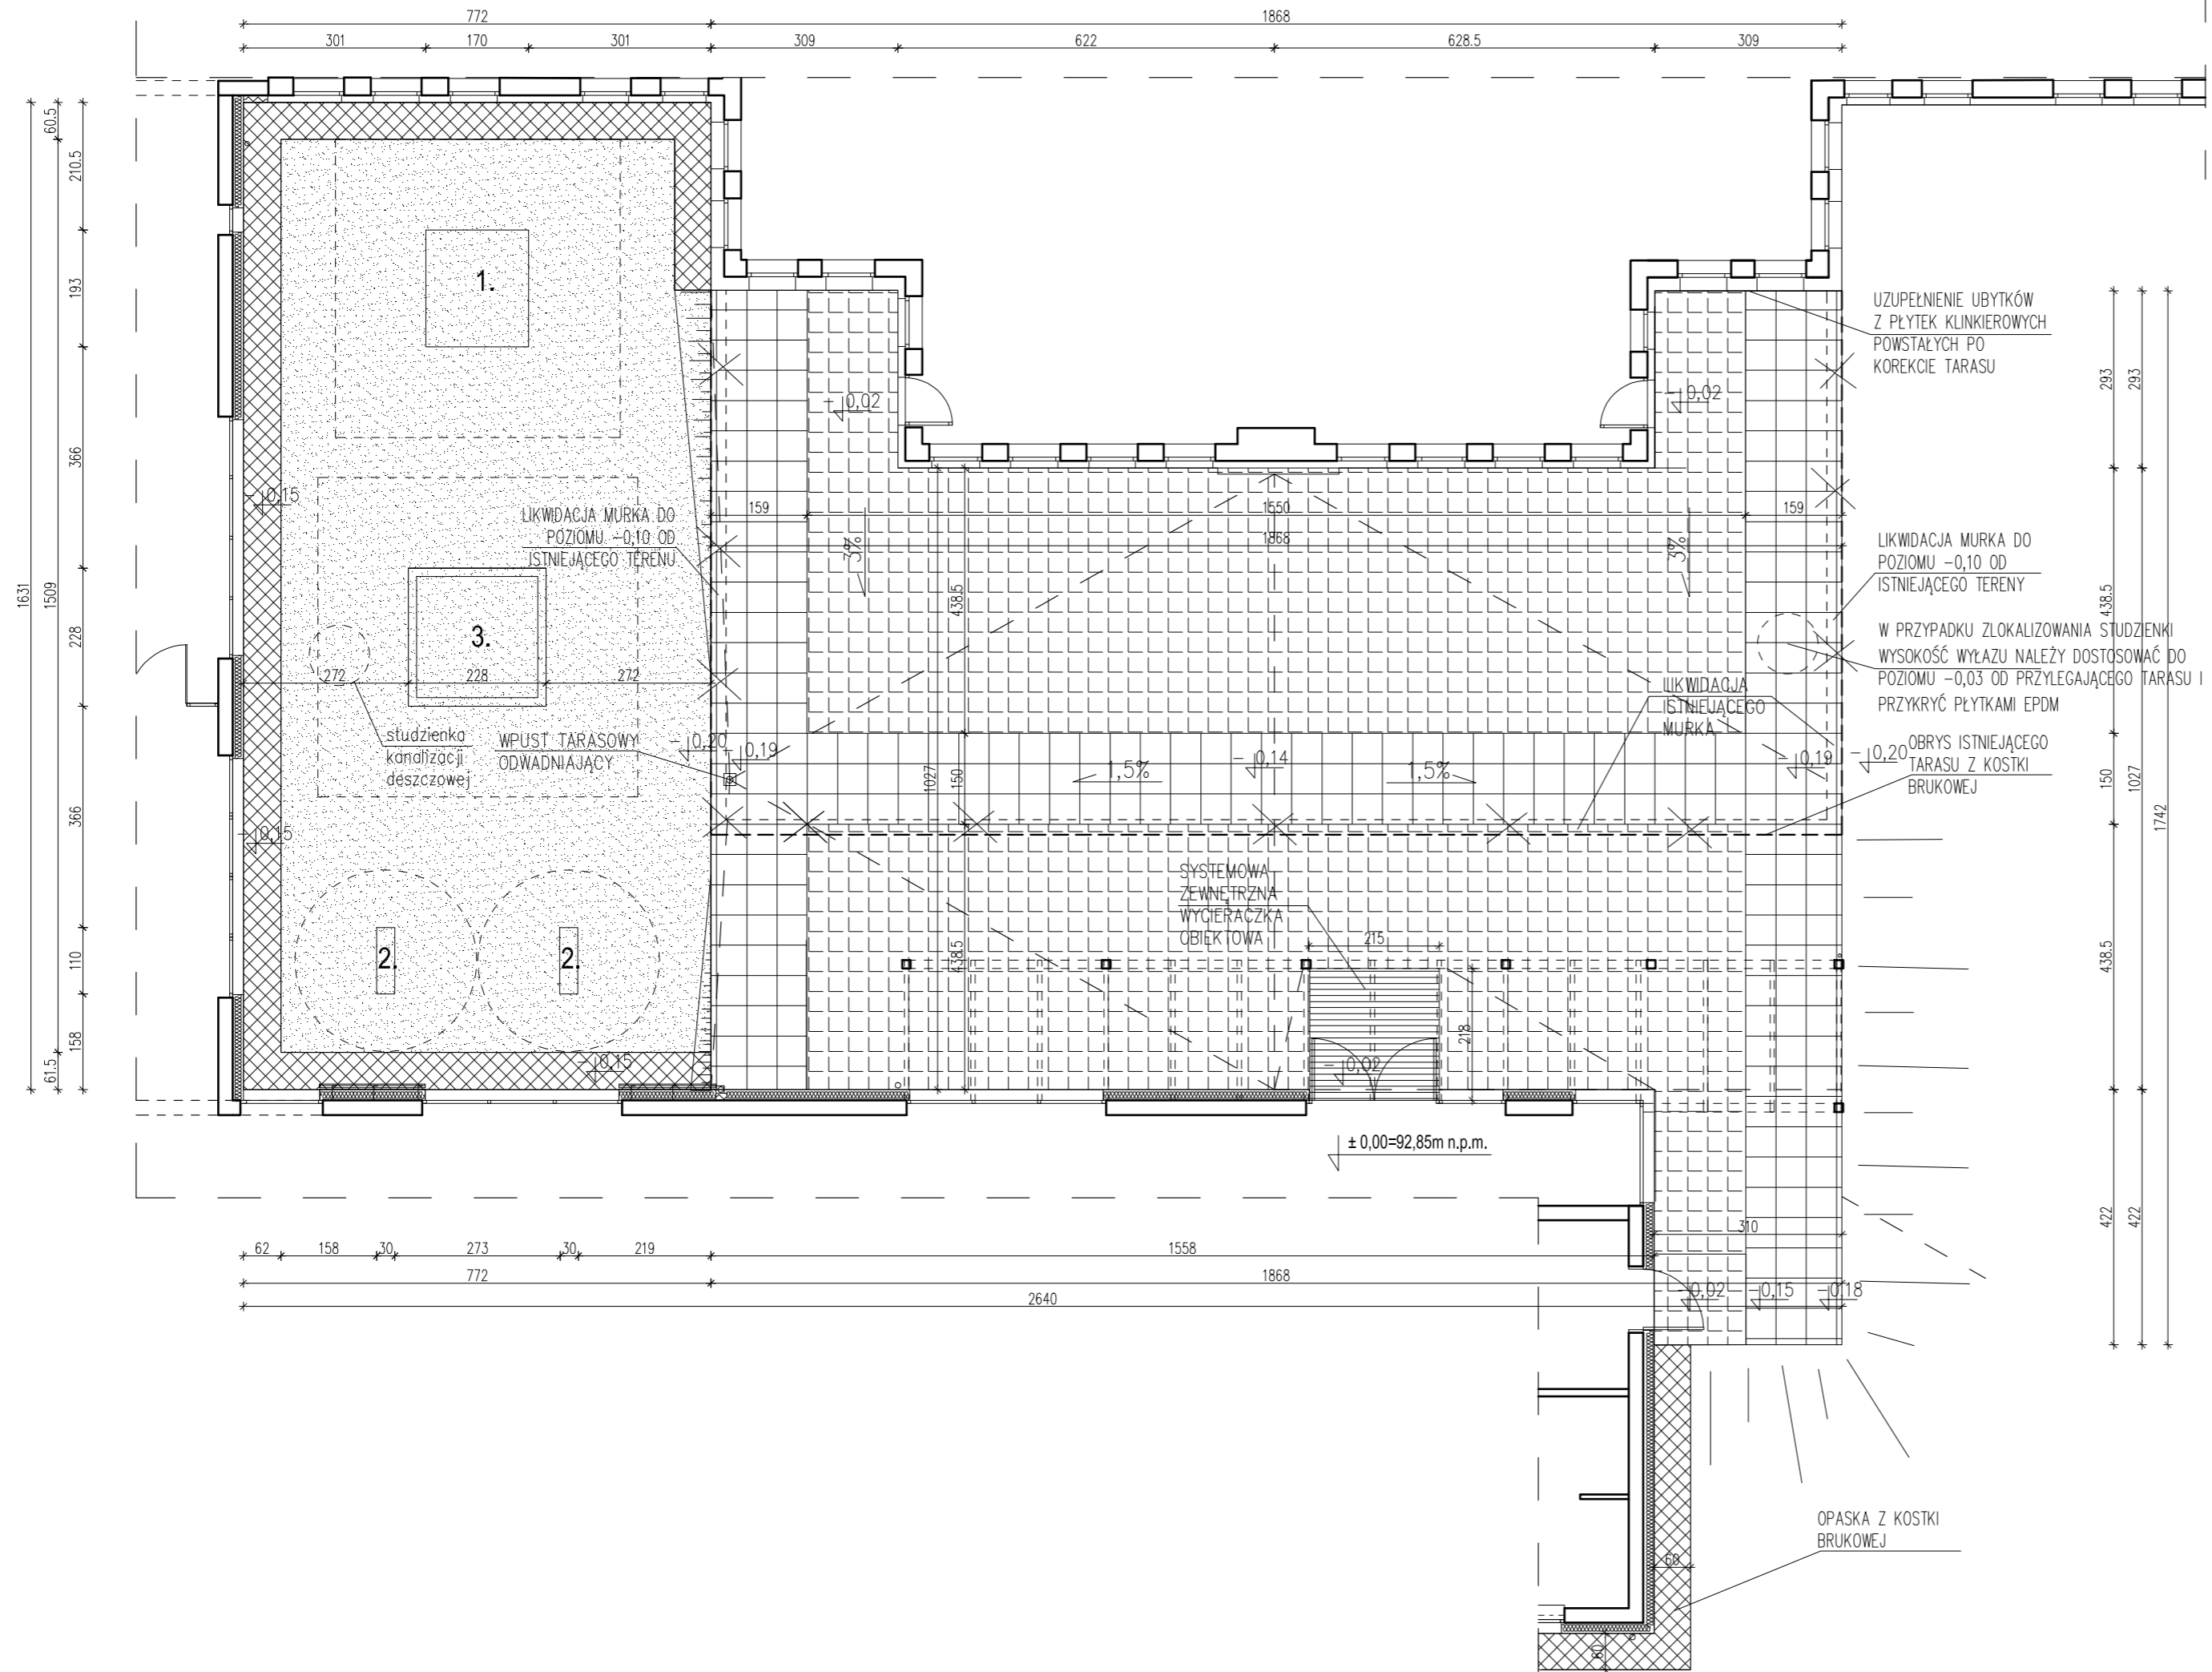 772
1868
301
170
301
309
622
628.5
309
1631
60.5
1509
61.5
210.5
193
366
228
366
110
158
1.
3.
2.
2.
- 0,15
- 0,15
- 0,15
LIKWIDACJA MURKA DO
POZIOMU -0,10 OD
ISTNIEJĄCEGO TERENU
272
228
272
studzienka
kanalizacji
deszczowej
WPUST TARASOWY
ODWADNIAJĄCY
- 0,20
- 0,19
- 0,02
- 0,02
159
1550
1868
159
3%
3%
438.5
1027
150
438.5
1,5%
- 0,14
1,5%
LIKWIDACJA
ISTNIEJĄCEGO
MURKA
- 0,19
- 0,20
SYSTEMOWA
ZEWNĘTRZNA
WYCIERACZKA
OBIEKTOWA
215
218
- 0,02
± 0,00=92,85m n.p.m.
UZUPEŁNIENIE UBYTKÓW
Z PŁYTEK KLINKIEROWYCH
POWSTAŁYCH PO
KOREKCIE TARASU
LIKWIDACJA MURKA DO
POZIOMU -0,10 OD
ISTNIEJĄCEGO TERENY
W PRZYPADKU ZLOKALIZOWANIA STUDZIENKI
WYSOKOŚĆ WYŁAZU NALEŻY DOSTOSOWAĆ DO
POZIOMU -0,03 OD PRZYLEGAJĄCEGO TARASU I
PRZYKRYĆ PŁYTKAMI EPDM
OBRYS ISTNIEJĄCEGO
TARASU Z KOSTKI
BRUKOWEJ
293
438.5
150
438.5
422
293
1027
422
1742
310
62
158
30
273
30
219
1558
772
1868
2640
-0,02
-0,15
-0.18
OPASKA Z KOSTKI
BRUKOWEJ
60
60